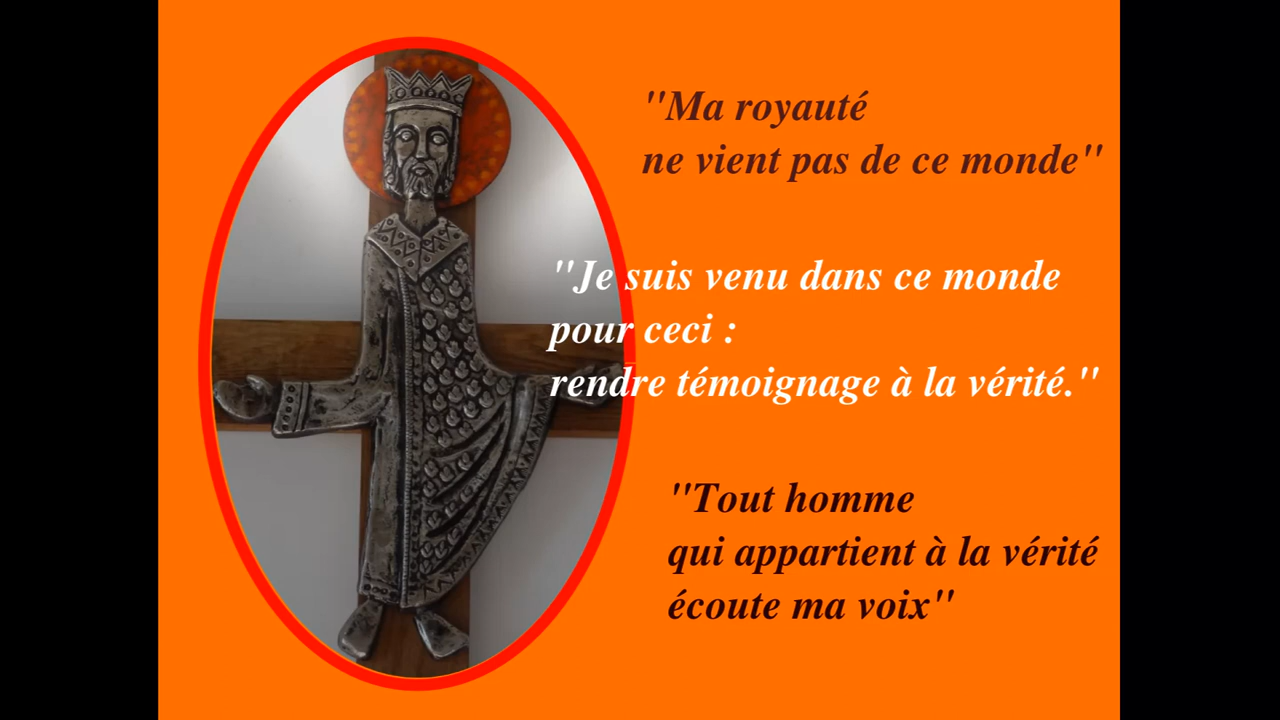 "Ma royauté
ne vient pas de ce monde"
"Je suis venu dans ce monde
pour ceci :
rendre témoignage à la vérité."
"Tout homme
qui appartient à la vérité
écoute ma voix"